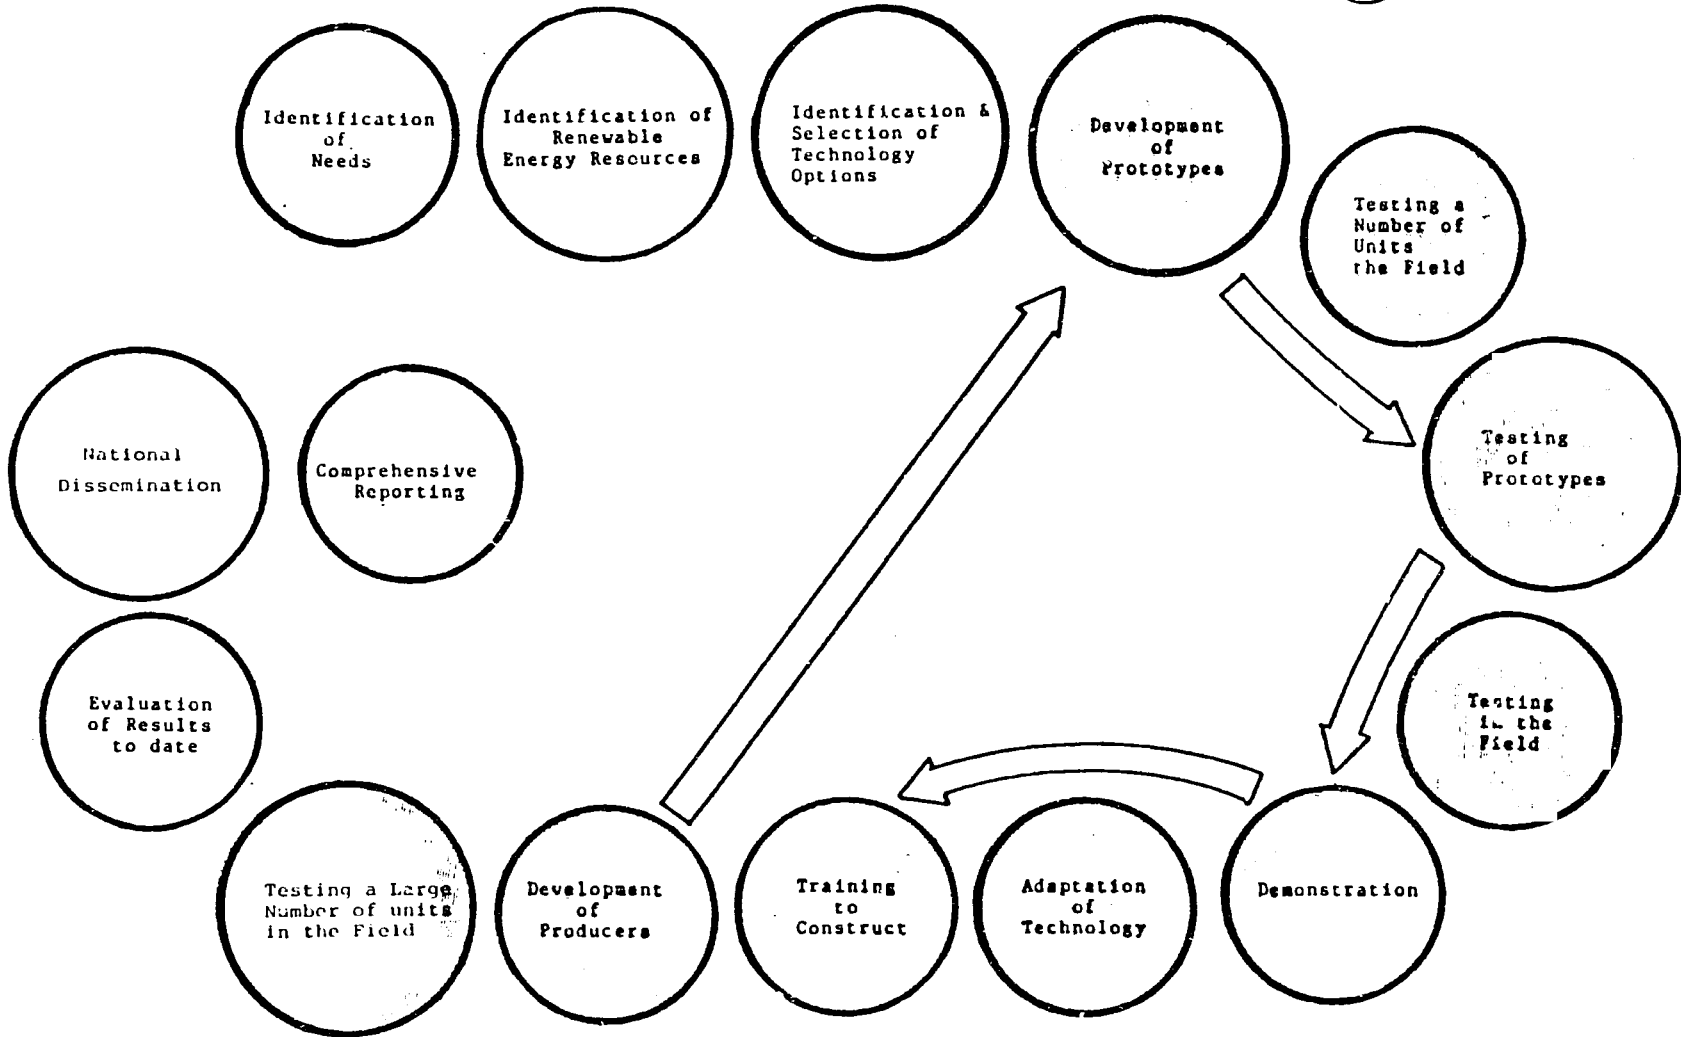 Identification
of
Needs
Identification of
Renewable
Energy Resources
Identification &
Selection of
Technology
Options
Development
of
Prototypes
Testing a
Number of
Units
the Field
Testing
of
Prototypes
Testing
in the
Field
Demonstration
Adaptation
of
Technology
Training
to
Construct
Development
of
Producers
Testing a Large
Number of units
in the Field
Evaluation
of Results
to date
National
Dissemination
Comprehensive
Reporting